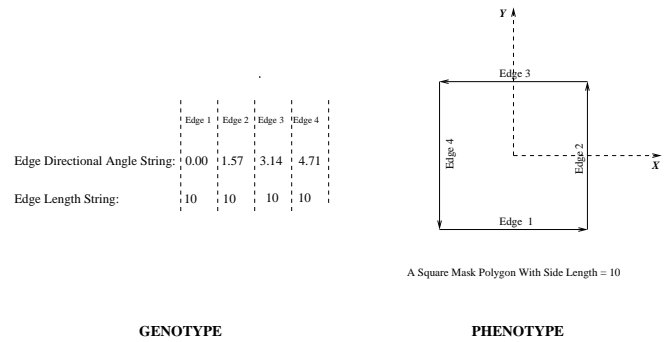 Edge 1 Edge 2 Edge 3 Edge 4
Edge Directional Angle String: 0.00 1.57 3.14 4.71
Edge Length String: 10 10 10 10
GENOTYPE
Y
Edge 3
Edge 4
Edge 2
X
Edge 1
A Square Mask Polygon With Side Length = 10
PHENOTYPE